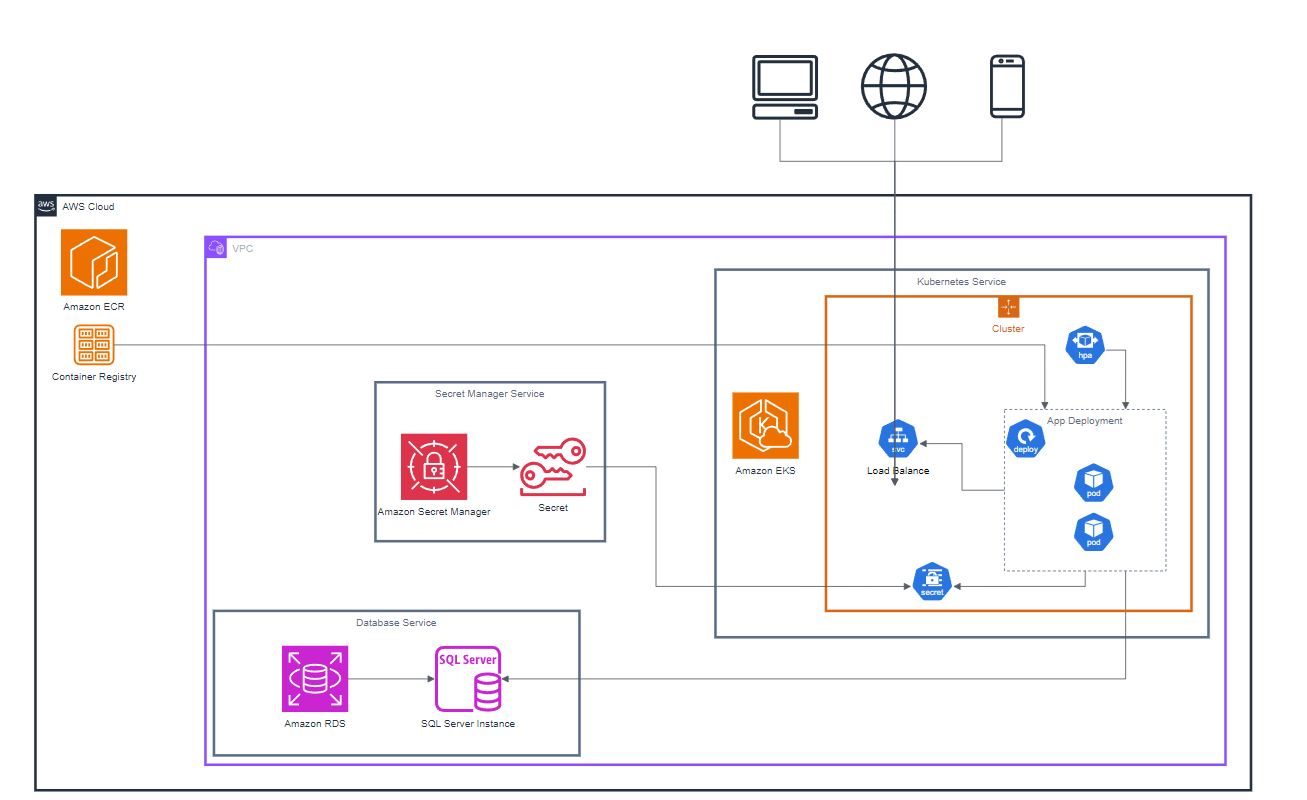 aws
AWS Cloud
VPC
Amazon ECR
Container Registry
Kubernetes Service
Cluster
hpa
Secret Manager Service
Amazon Secret Manager
Secret
Amazon EKS
svc
Load Balance
App Deployment
deploy
pod
pod
secret
Database Service
Amazon RDS
SQL Server
SQL Server Instance